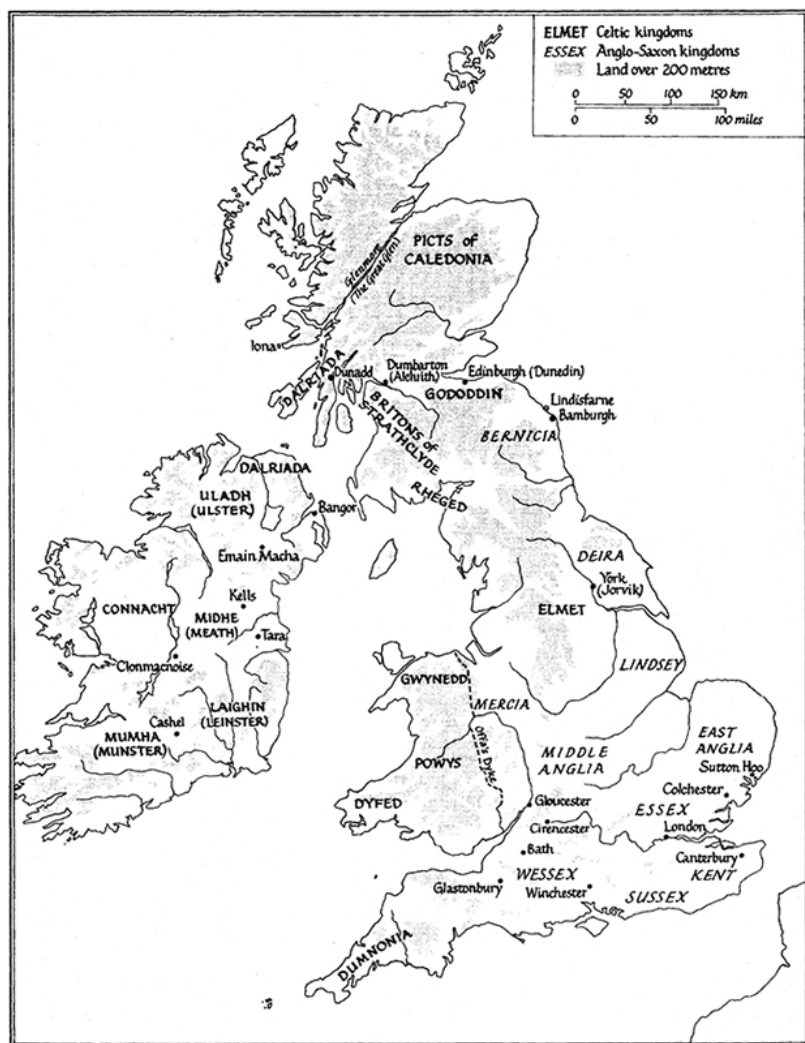 ELMET Celtic kingdoms
ESSEX Anglo-Saxon kingdoms
Land over 200 metres
0 50 100 150 km
0 50 100 miles
PICTS of
CALEDONIA
Glenmore
(The Great Glen)
Iona
DALRIADA
Dunadd
Dumbarton
(Alcluith)
Edinburgh (Dunedin)
GODODDIN
Lindisfarne
Bamburgh
BERNICIA
BRITONS of
STRATHCLYDE
RHEGED
DALRIADA
ULADH
(ULSTER)
Bangor
Emain Macha
DEIRA
York
(Jorvik)
CONNACHT
Kells
MIDHE
(MEATH)
Tara
ELMET
Clonmacnoise
LINDSEY
GWYNEDD
LAIGHIN
(LEINSTER)
MERCIA
Cashel
MUMHA
(MUNSTER)
Offa's Dyke
MIDDLE
ANGLIA
EAST
ANGLIA
Sutton Hoo
POWYS
DYFED
Colchester
Gloucester
ESSEX
Cirencester
London
Bath
Canterbury
KENT
WESSEX
Glastonbury
Winchester
SUSSEX
DUMNONIA